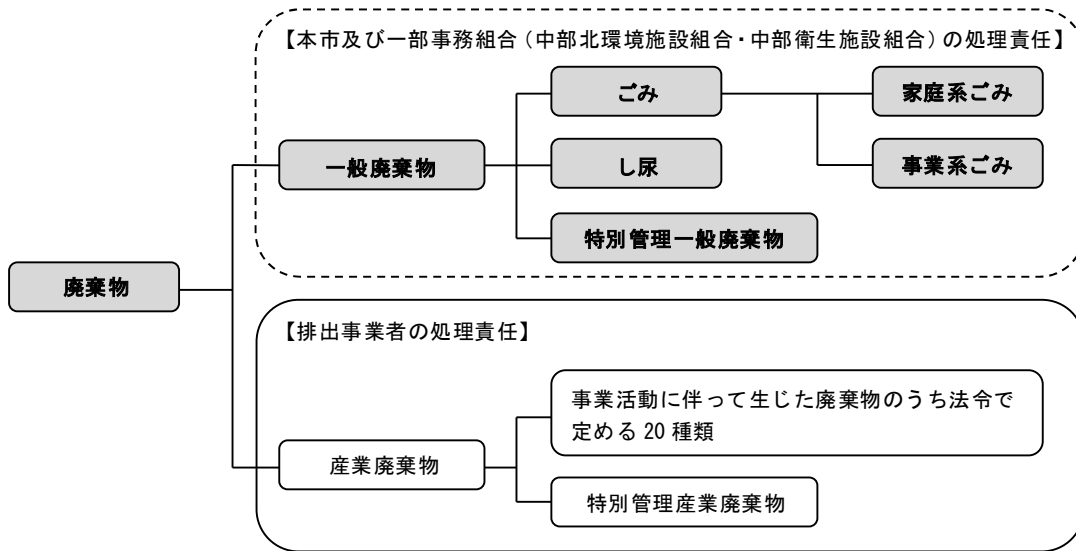 【本市及び一部事務組合（中部北環境施設組合・中部衛生施設組合）の処理責任】
ごみ
家庭系ごみ
一般廃棄物
し尿
事業系ごみ
特別管理一般廃棄物
廃棄物
【排出事業者の処理責任】
事業活動に伴って生じた廃棄物のうち法令で
定める 20 種類
産業廃棄物
特別管理産業廃棄物